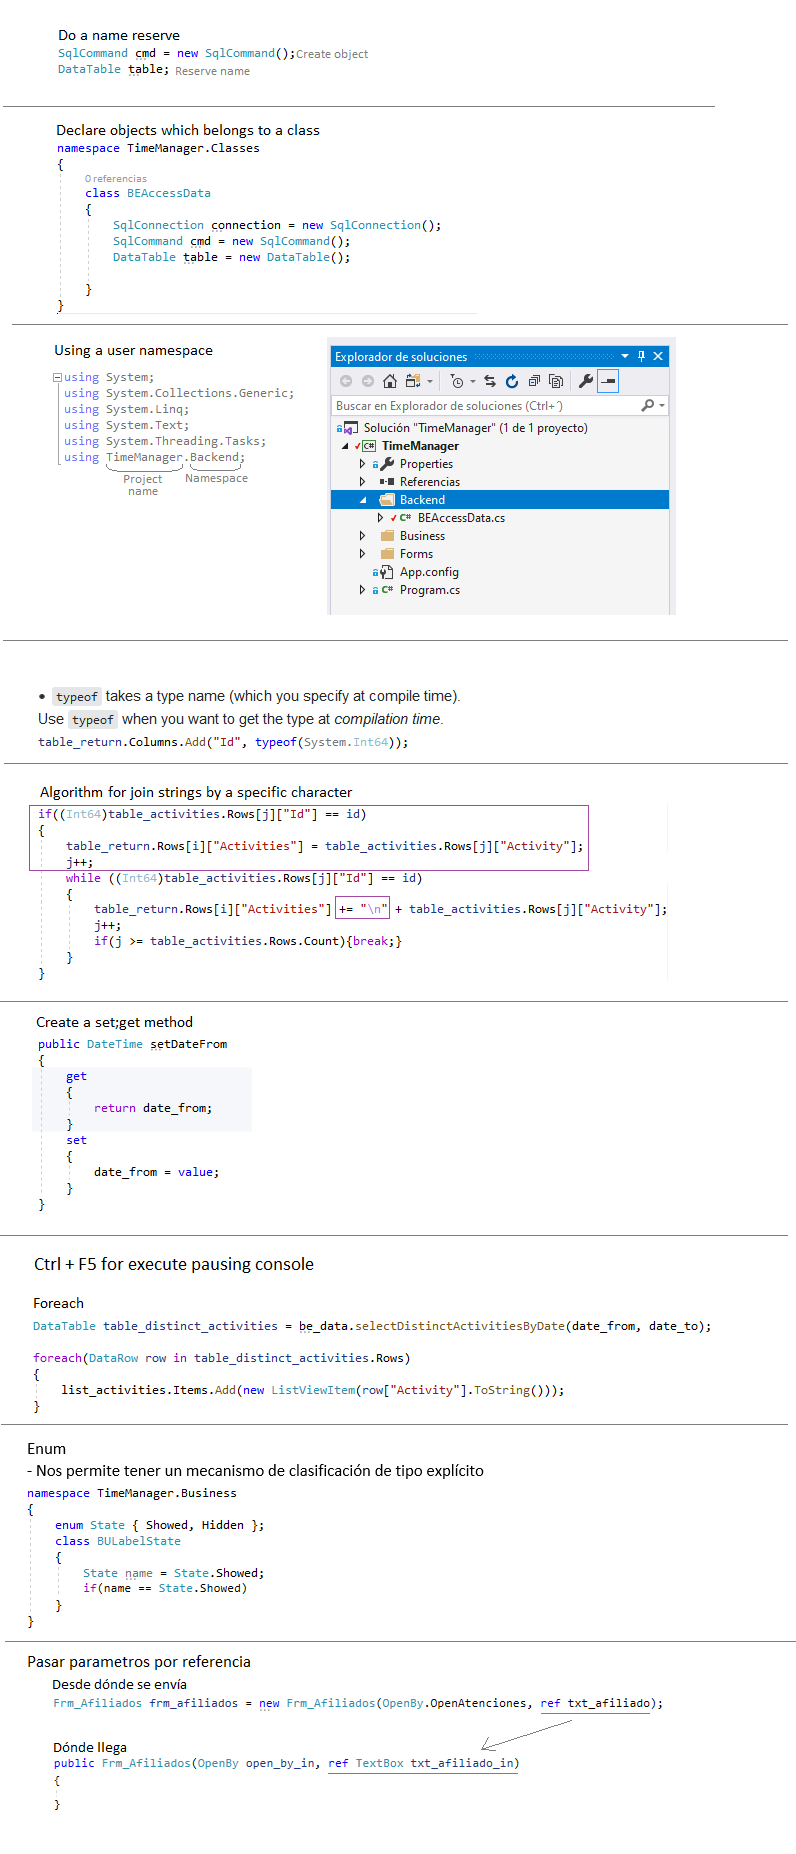 Do a name reserve
SqlCommand cmd = new SqlCommand();Create object
DataTable table; Reserve name
Declare objects which belongs to a class
namespace TimeManager.Classes
{
0 referencias
class BEAccessData
{
SqlConnection connection = new SqlConnection();
SqlCommand cmd = new SqlCommand();
DataTable table = new DataTable();
}
}
Using a user namespace
using System;
using System.Collections.Generic;
using System.Linq;
using System.Text;
using System.Threading.Tasks;
using TimeManager.Backend;
Project
name
Namespace
Explorador de soluciones
Buscar en Explorador de soluciones (Ctrl+´)
Solución "TimeManager" (1 de 1 proyecto)
C# TimeManager
Properties
Referencias
Backend
C# BEAccessData.cs
Business
Forms
App.config
C# Program.cs
• typeof takes a type name (which you specify at compile time).
Use typeof when you want to get the type at compilation time.
table_return.Columns.Add("Id", typeof(System.Int64));
Algorithm for join strings by a specific character
if((Int64)table_activities.Rows[j]["Id"] == id)
{
table_return.Rows[i]["Activities"] = table_activities.Rows[j]["Activity"];
j++;
while ((Int64)table_activities.Rows[j]["Id"] == id)
{
table_return.Rows[i]["Activities"] += "\n" + table_activities.Rows[j]["Activity"];
j++;
if(j >= table_activities.Rows.Count){break;}
}
}
Create a set;get method
public DateTime setDateFrom
{
get
{
return date_from;
}
set
{
date_from = value;
}
}
Ctrl + F5 for execute pausing console
Foreach
DataTable table_distinct_activities = be_data.selectDistinctActivitiesByDate(date_from, date_to);
foreach(DataRow row in table_distinct_activities.Rows)
{
list_activities.Items.Add(new ListViewItem(row["Activity"].ToString()));
}
Enum
- Nos permite tener un mecanismo de clasificación de tipo explícito
namespace TimeManager.Business
{
enum State { Showed, Hidden };
class BULabelState
{
State name = State.Showed;
if(name == State.Showed)
}
}
Pasar parametros por referencia
Desde dónde se envía
Frm_Afiliados frm_afiliados = new Frm_Afiliados(OpenBy.OpenAtenciones, ref txt_afiliado);
Dónde llega
public Frm_Afiliados(OpenBy open_by_in, ref TextBox txt_afiliado_in)
{
}